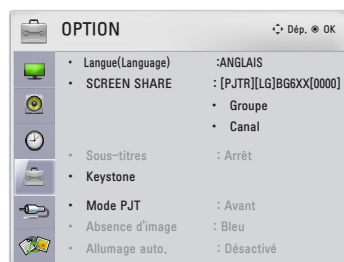 OPTION Dép. OK
• Langue(Language) :ANGLAIS
• SCREEN SHARE : [PJTR][LG]BG6XX[0000]
• Groupe
• Canal
• Sous-titres : Arrêt
• Keystone
• Mode PJT : Avant
• Absence d'image : Bleu
• Allumage auto. : Désactivé